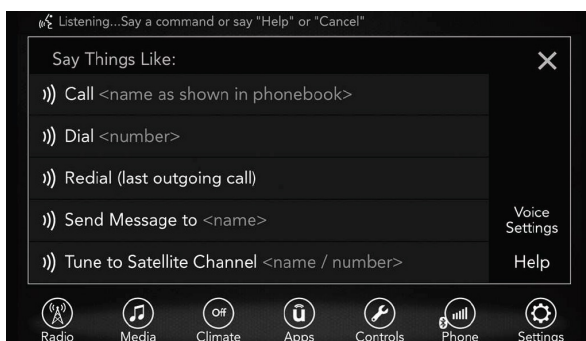 Listening...Say a command or say "Help" or "Cancel"
Say Things Like:
Call <name as shown in phonebook>
Dial <number>
Redial (last outgoing call)
Send Message to <name>
Voice
Settings
Tune to Satellite Channel <name / number>
Help
Off
û
Radio
Media
Climate
Apps
Controls
Phone
Settings